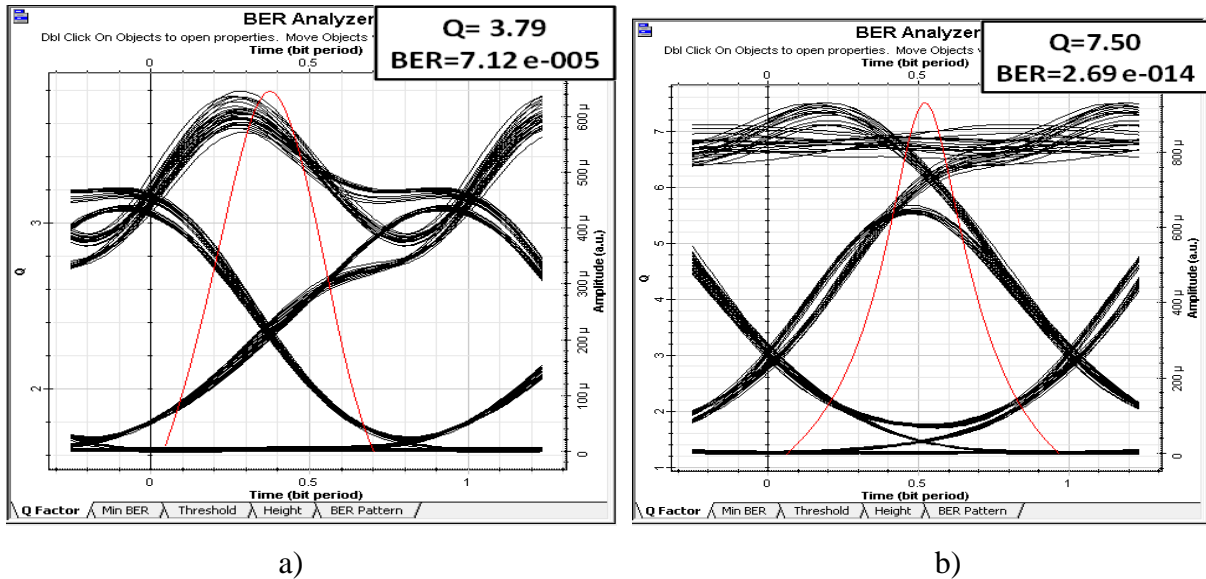 BER Analyzer
Dbl Click On Objects to open properties. Move Objects
Time (bit period)
Q= 3.79
BER=7.12 e-005
0 0.5
3
2
Q
600 µ
500 µ
400 µ
300 µ
200 µ
100 µ
0
Amplitude (a.u.)
0 0.5 1
Time (bit period)
Q Factor Min BER Threshold Height BER Pattern
a)
BER Analyzer
Dbl Click On Objects to open properties. Move Objects
Time (bit period)
Q=7.50
BER=2.69 e-014
0 0.5
7
6
5
4
3
2
1
Q
800 µ
600 µ
400 µ
200 µ
0
Amplitude (a.u.)
0 0.5 1
Time (bit period)
Q Factor Min BER Threshold Height BER Pattern
b)